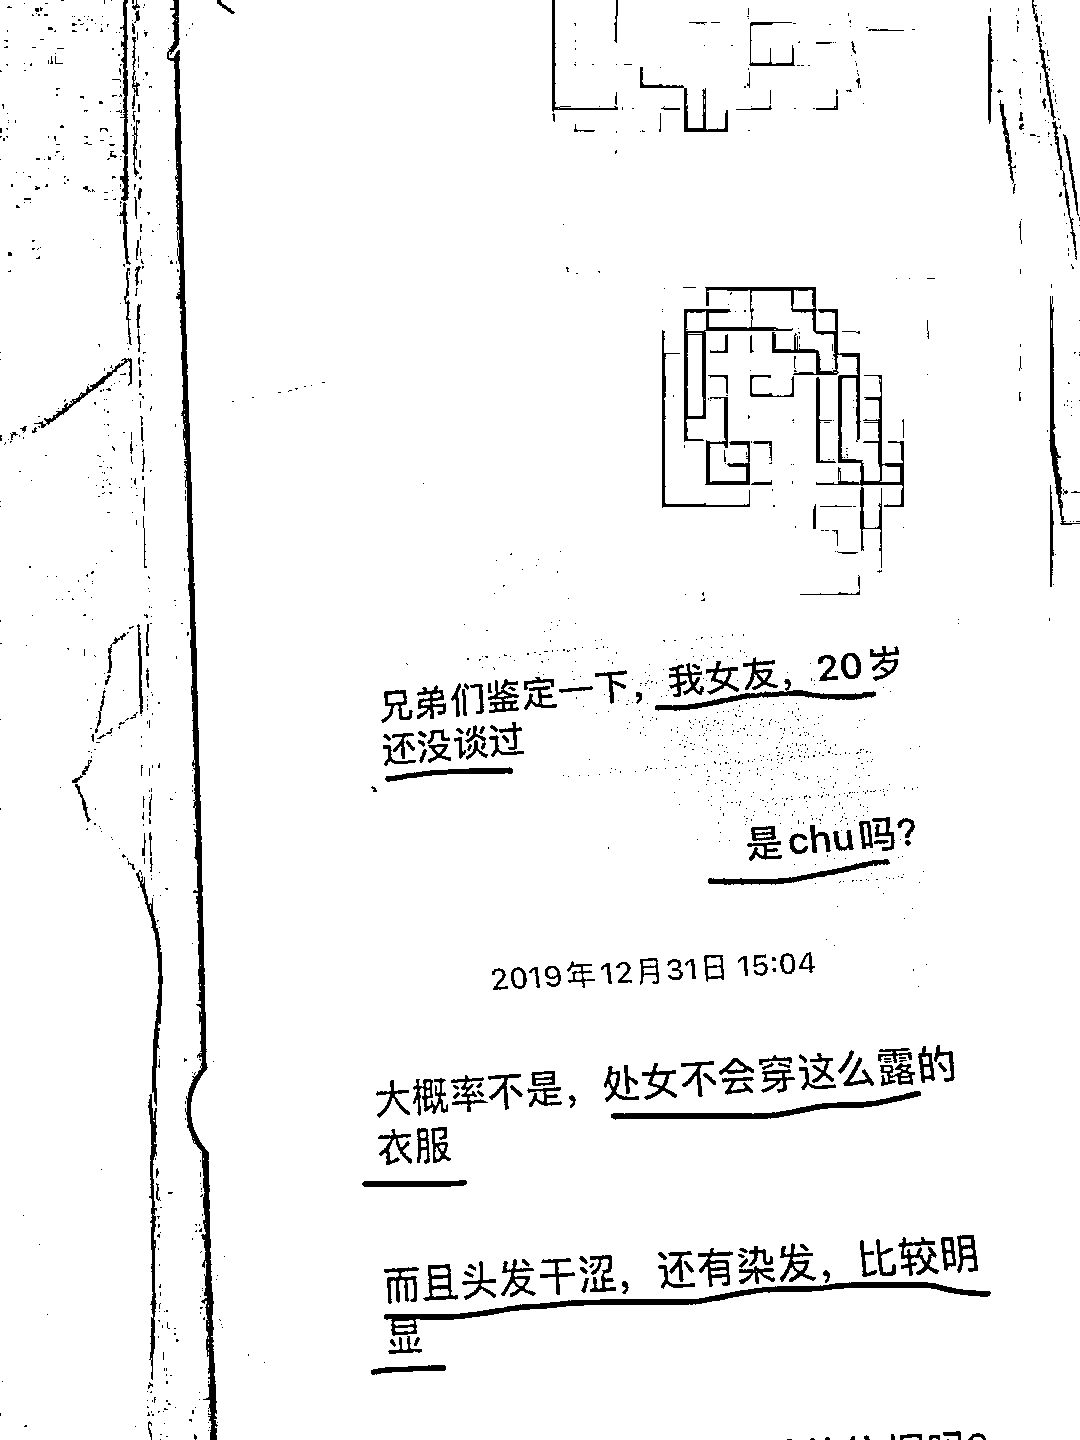 兄弟们鉴定一下，我女友，20岁
还没谈过
是chu吗？
2019年12月31日 15:04
大概率不是，处女不会穿这么露的
衣服
而且头发干涩，还有染发，比较明
显